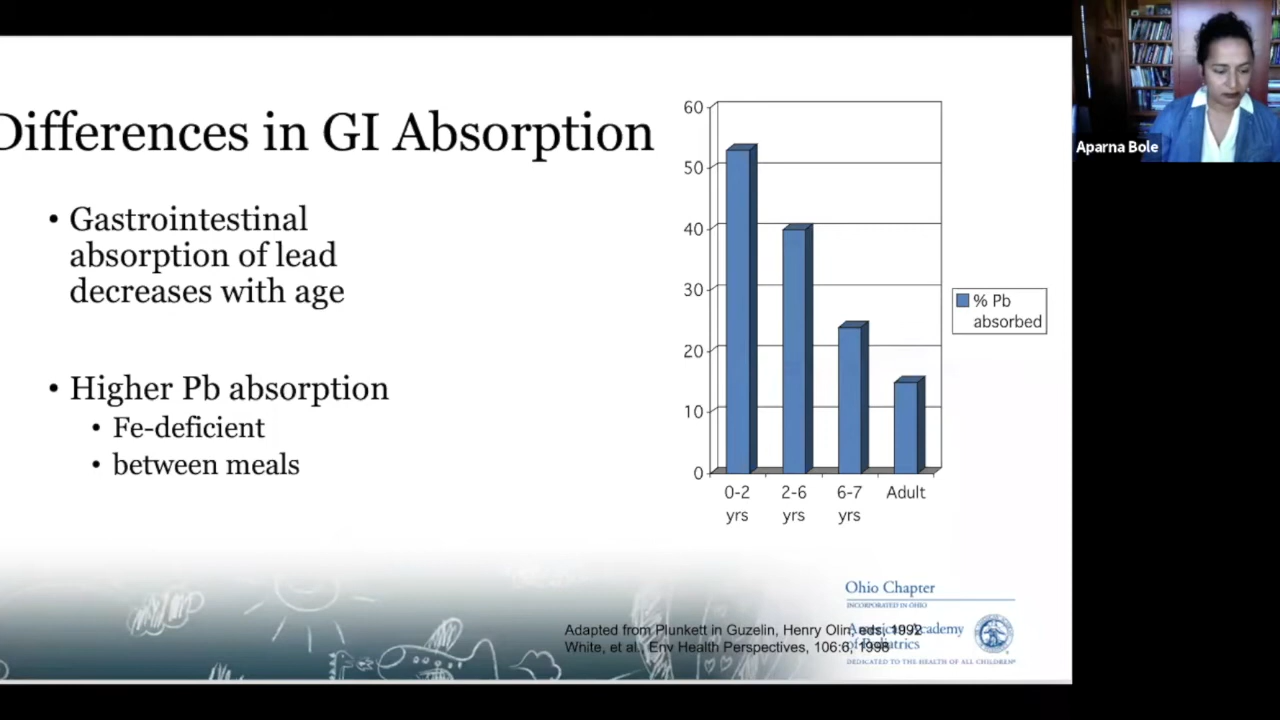 Differences in GI Absorption
• Gastrointestinal
absorption of lead
decreases with age
• Higher Pb absorption
• Fe-deficient
• between meals
60
50
40
30
20
10
0
0-2
yrs
2-6
yrs
6-7
yrs
Adult
% Pb
absorbed
Aparna Bole
Ohio Chapter
INCORPORATED IN OHIO
Adapted from Plunkett in Guzelin, Henry Olin, eds, 1992
White, et al., Env Health Perspectives, 106:6, 1998
American Academy
of Pediatrics
DEDICATED TO THE HEALTH OF ALL CHILDREN®